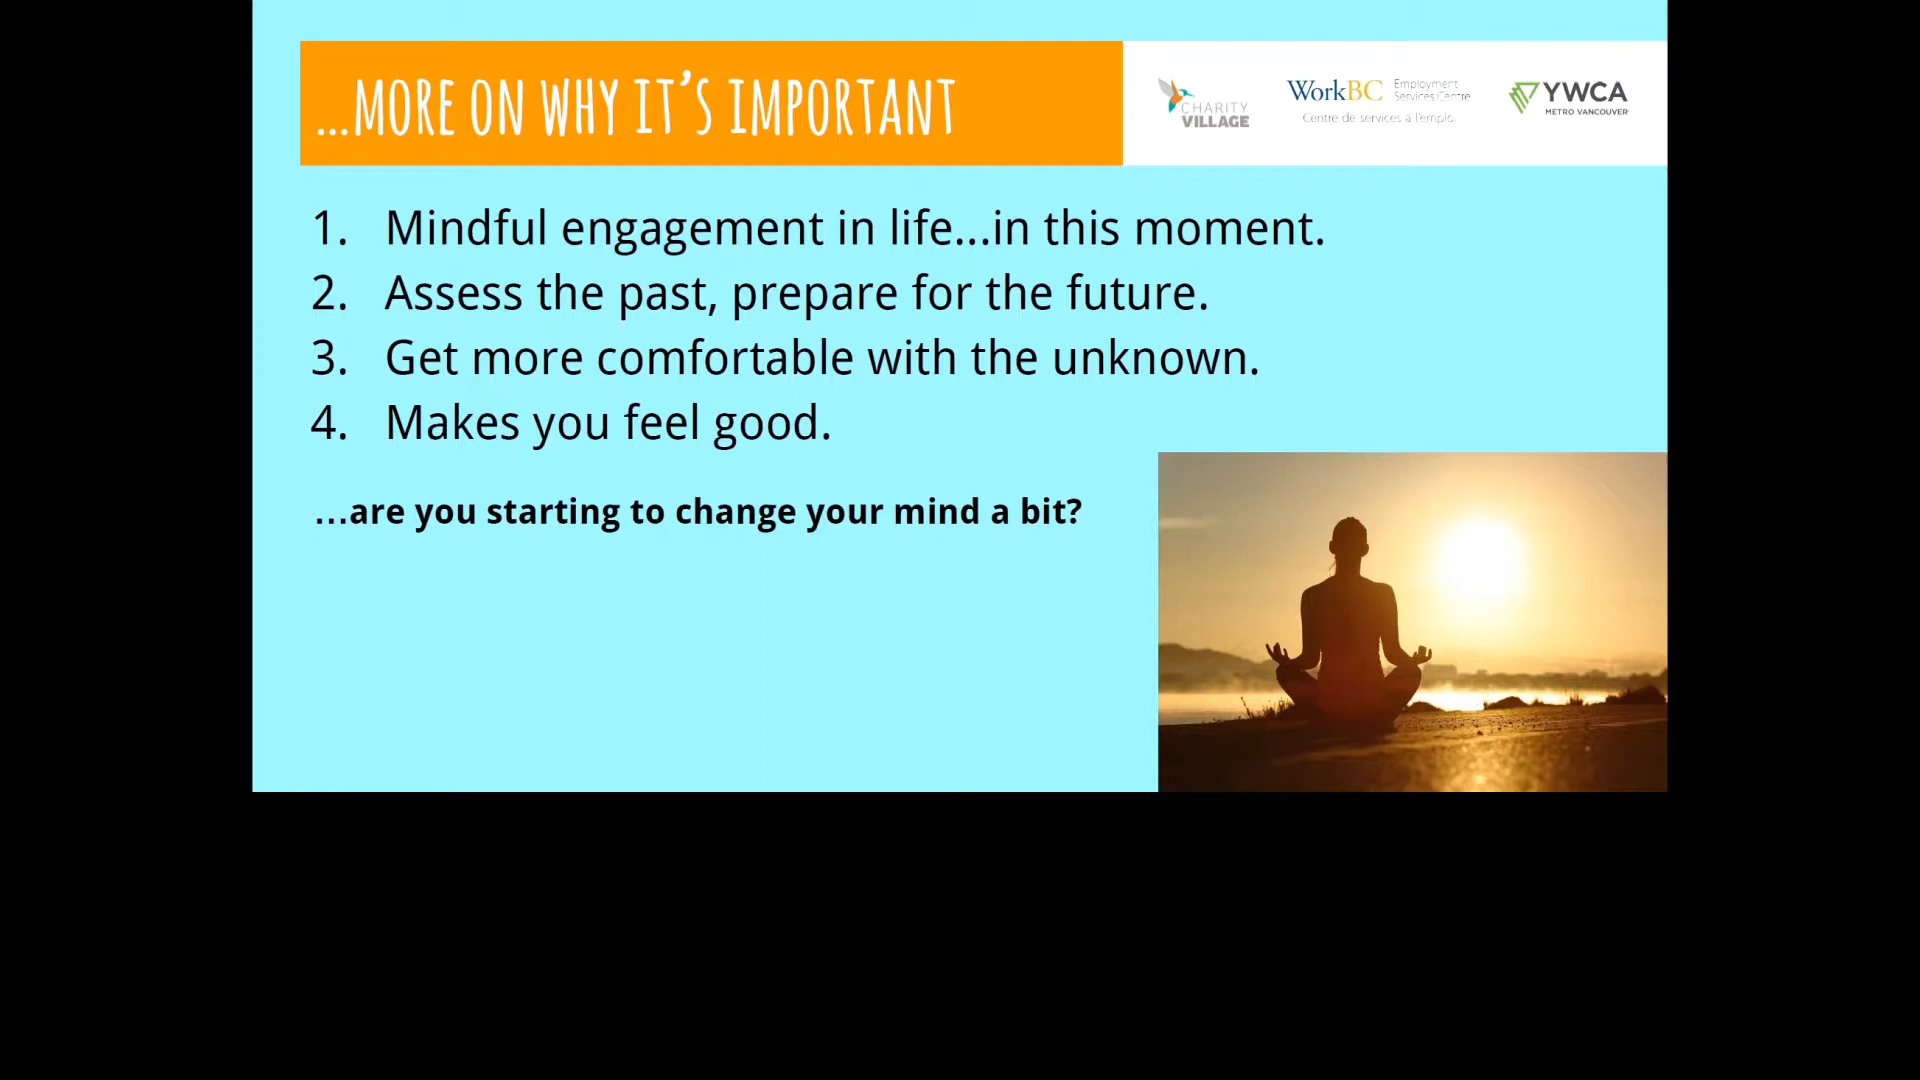 ...MORE ON WHY IT'S IMPORTANT
CHARITY
VILLAGE
WorkBC Employment
Services Centre
Centre de services à l'emploi
YWCA
METRO VANCOUVER
1. Mindful engagement in life...in this moment.
2. Assess the past, prepare for the future.
3. Get more comfortable with the unknown.
4. Makes you feel good.
...are you starting to change your mind a bit?